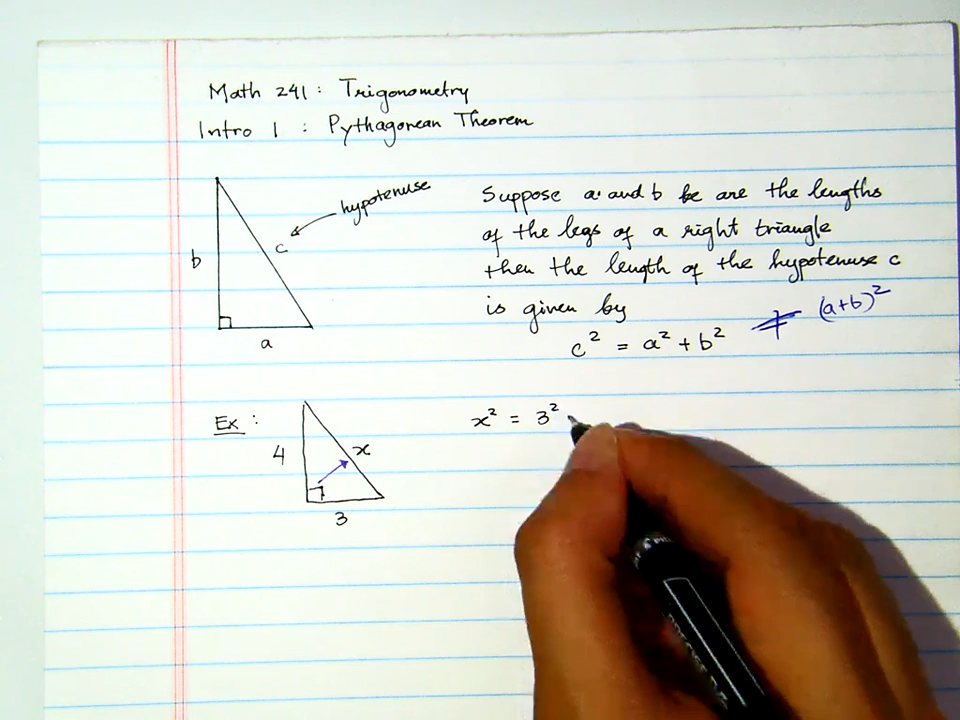 Math 241 : Trigonometry
Intro 1 : Pythagorean Theorem
hypotenuse
b
c
a
Suppose a and b be are the lengths
of the legs of a right triangle
then the length of the hypotenuse c
is given by
c² = a² + b² ≠ (a+b)²
Ex :
4
x
3
x² = 3²